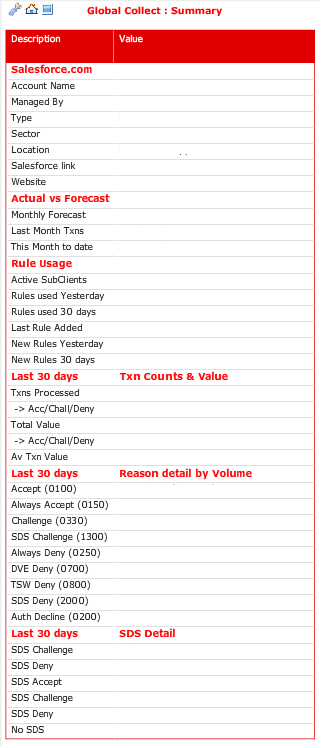 Global Collect : Summary
Description Value
Salesforce.com
Account Name
Managed By
Type
Sector
Location
Salesforce link
Website
Actual vs Forecast
Monthly Forecast
Last Month Txns
This Month to date
Rule Usage
Active SubClients
Rules used Yesterday
Rules used 30 days
Last Rule Added
New Rules Yesterday
New Rules 30 days
Last 30 days Txn Counts & Value
Txns Processed
-> Acc/Chall/Deny
Total Value
-> Acc/Chall/Deny
Av Txn Value
Last 30 days Reason detail by Volume
Accept (0100)
Always Accept (0150)
Challenge (0330)
SDS Challenge (1300)
Always Deny (0250)
DVE Deny (0700)
TSW Deny (0800)
SDS Deny (2000)
Auth Decline (0200)
Last 30 days SDS Detail
SDS Challenge
SDS Deny
SDS Accept
SDS Challenge
SDS Deny
No SDS